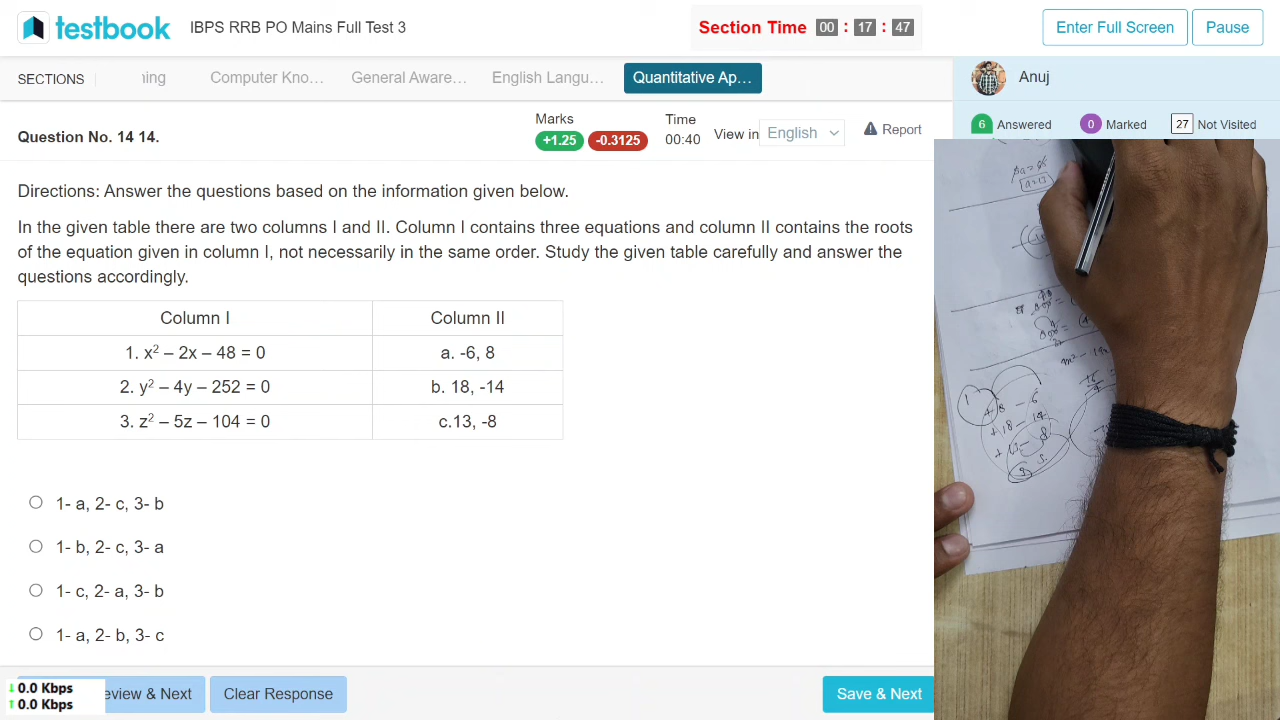 testbook
IBPS RRB PO Mains Full Test 3
Section Time 00 : 17 : 47
Enter Full Screen
Pause
SECTIONS
ning
Computer Kno...
General Aware...
English Langu...
Quantitative Ap...
Anuj
6 Answered
0 Marked
27 Not Visited
Question No. 14 14.
Marks
+1.25 -0.3125
Time
00:40
View in English
Report
Directions: Answer the questions based on the information given below.
In the given table there are two columns I and II. Column I contains three equations and column II contains the roots
of the equation given in column I, not necessarily in the same order. Study the given table carefully and answer the
questions accordingly.
Column I Column II
1. x² – 2x – 48 = 0 a. -6, 8
2. y² – 4y – 252 = 0 b. 18, -14
3. z² – 5z – 104 = 0 c.13, -8
1- a, 2- c, 3- b
1- b, 2- c, 3- a
1- c, 2- a, 3- b
1- a, 2- b, 3- c
eview & Next
Clear Response
Save & Next
↓ 0.0 Kbps
↑ 0.0 Kbps
+8 – 6
+18 – 14
+13 – 8